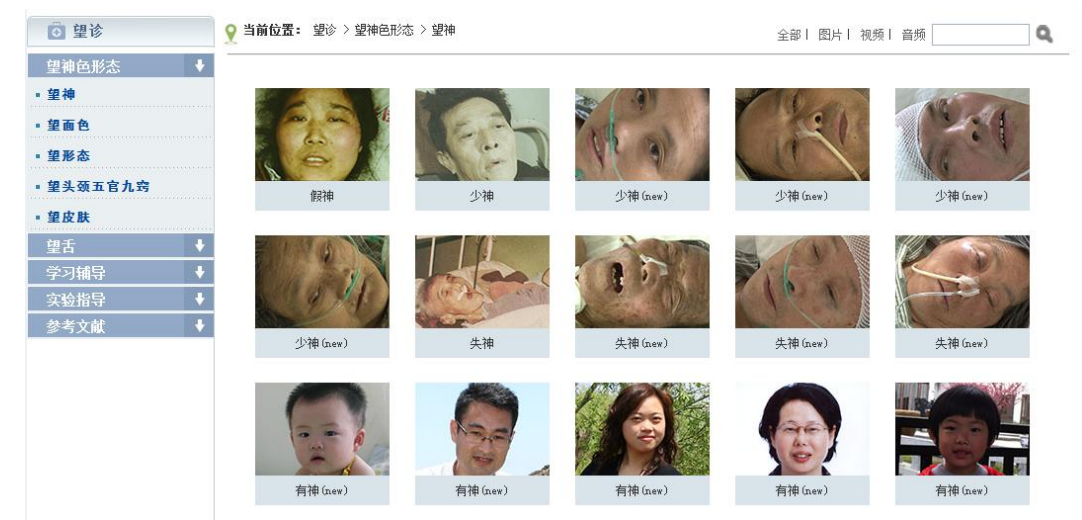 望诊
当前位置： 望诊 > 望神色形态 > 望神
全部 | 图片 | 视频 | 音频
望神色形态
望神
望面色
望形态
望头颈五官九窍
望皮肤
望舌
学习辅导
实验指导
参考文献
假神
少神
少神(new)
少神(new)
少神(new)
少神(new)
失神
失神(new)
失神(new)
失神(new)
有神(new)
有神(new)
有神(new)
有神(new)
有神(new)